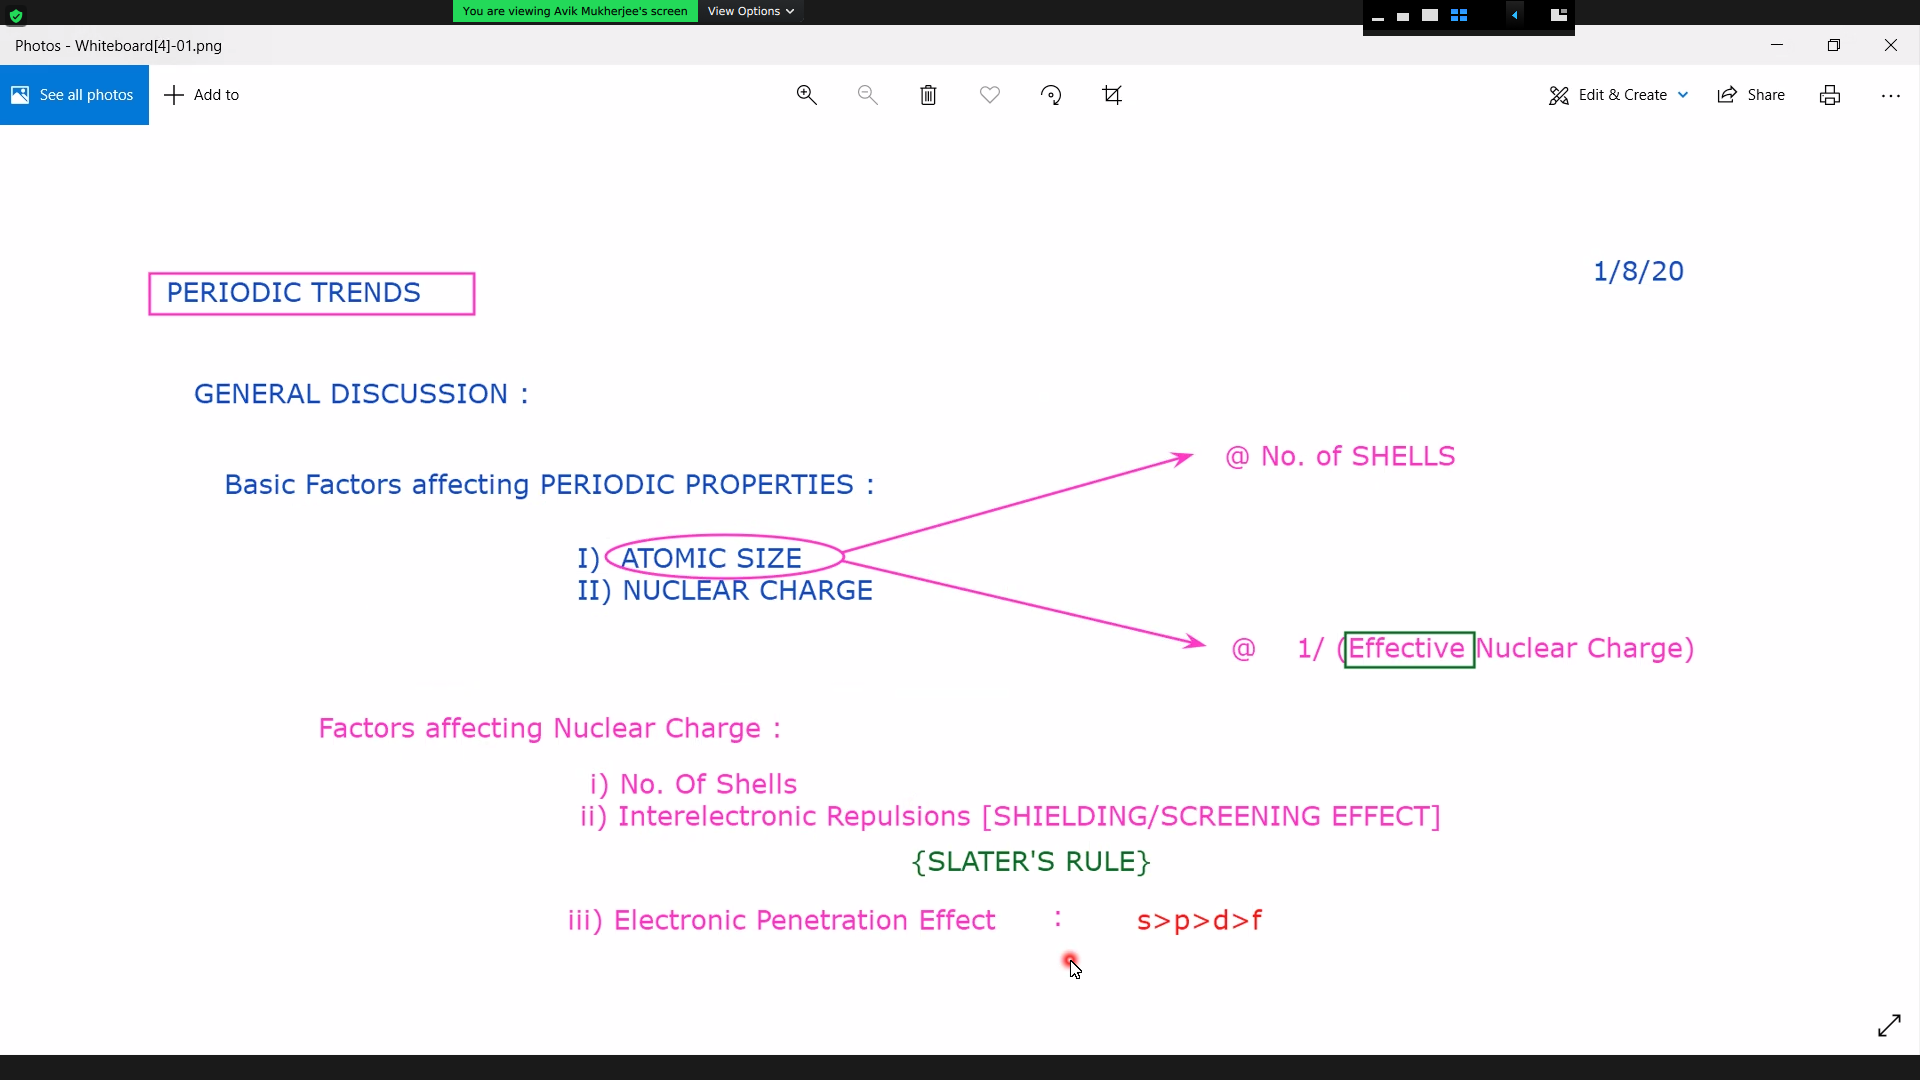 You are viewing Avik Mukherjee's screen View Options
Photos - Whiteboard[4]-01.png
See all photos Add to Edit & Create Share
1/8/20
PERIODIC TRENDS
GENERAL DISCUSSION :
@ No. of SHELLS
Basic Factors affecting PERIODIC PROPERTIES :
I) ATOMIC SIZE
II) NUCLEAR CHARGE
@ 1/ (Effective Nuclear Charge)
Factors affecting Nuclear Charge :
i) No. Of Shells
ii) Interelectronic Repulsions [SHIELDING/SCREENING EFFECT]
{SLATER'S RULE}
iii) Electronic Penetration Effect : s>p>d>f